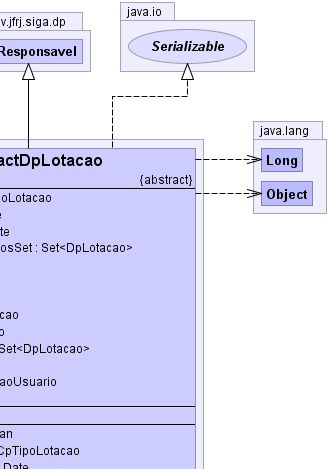 v.jfrj.siga.dp
Responsavel
java.io
Serializable
java.lang
Long
Object
actDpLotacao
{abstract}
oLotacao
e
te
osSet : Set<DpLotacao>
cao
o
Set<DpLotacao>
aoUsuario
an
CpTipoLotacao
Date